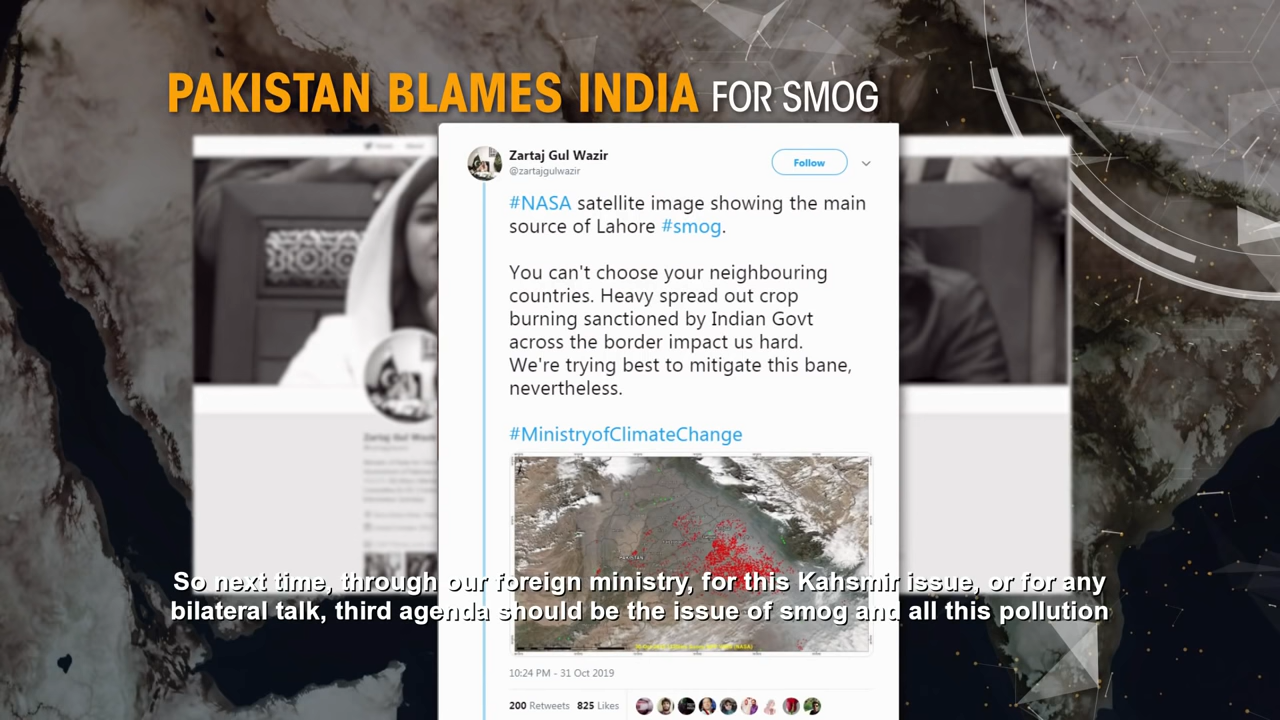 PAKISTAN BLAMES INDIA FOR SMOG
Zartaj Gul Wazir
@zartajgulwazir
Follow
#NASA satellite image showing the main
source of Lahore #smog.
You can't choose your neighbouring
countries. Heavy spread out crop
burning sanctioned by Indian Govt
across the border impact us hard.
We're trying best to mitigate this bane,
nevertheless.
#MinistryofClimateChange
So next time, through our foreign ministry, for this Kahsmir issue, or for any
bilateral talk, third agenda should be the issue of smog and all this pollution
10:24 PM - 31 Oct 2019
200 Retweets 825 Likes